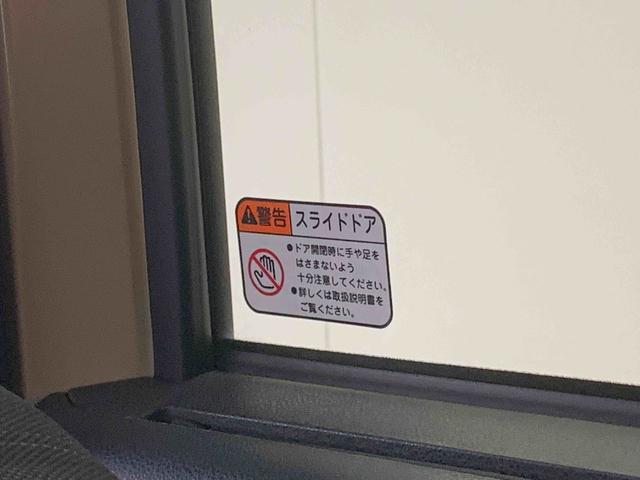 警告 スライドドア
●ドア開閉時に手や足を
はさまないよう
十分注意してください。
●詳しくは取扱説明書を
ご覧ください。